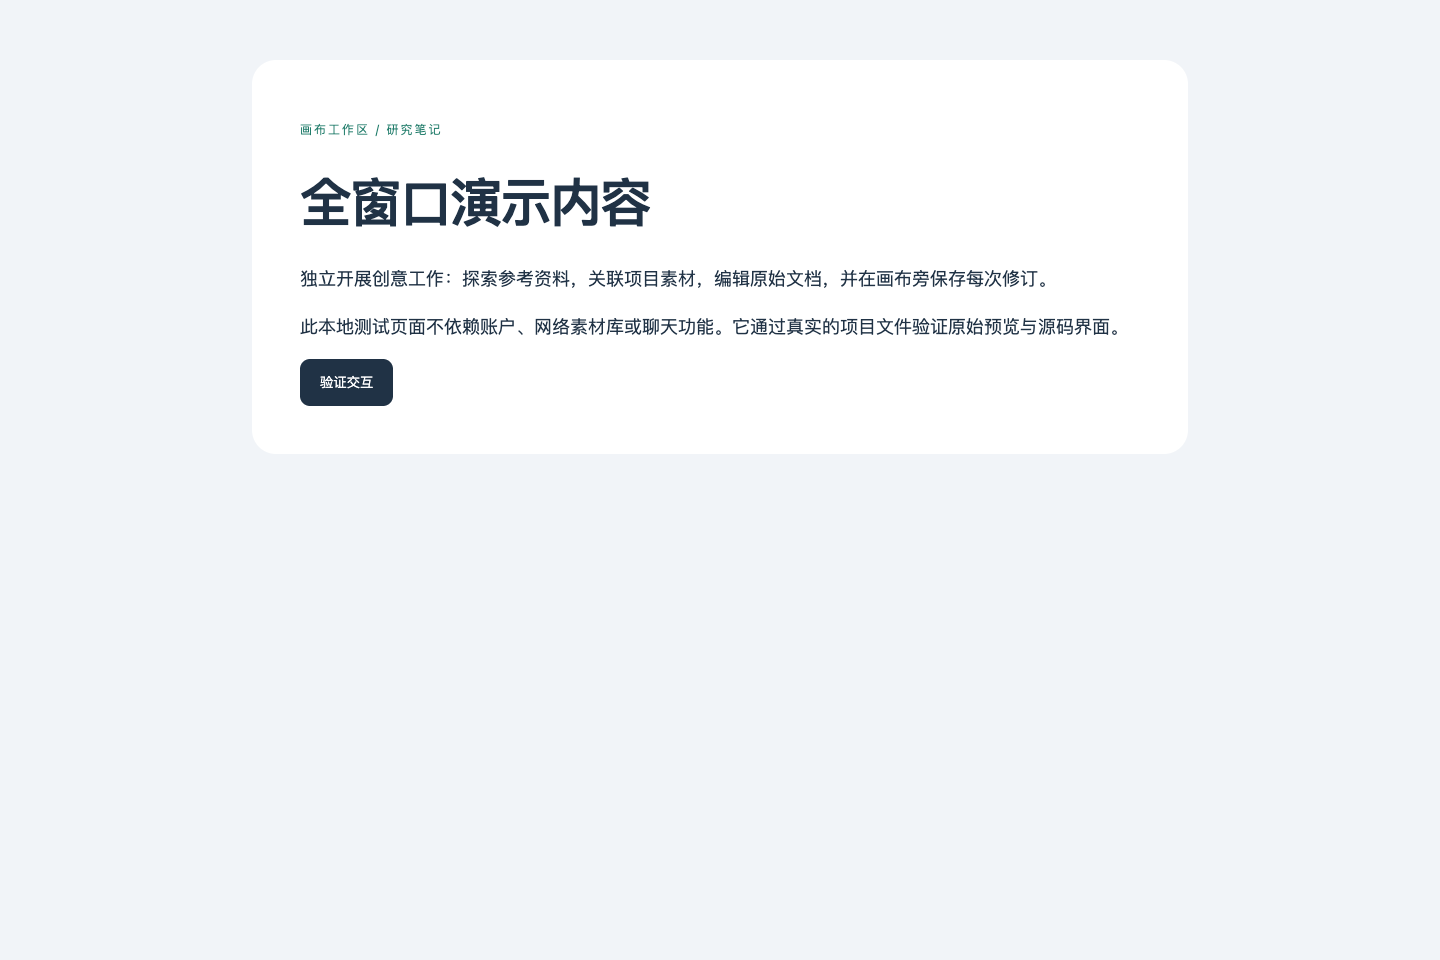 画布工作区 / 研究笔记
全窗口演示内容
独立开展创意工作：探索参考资料，关联项目素材，编辑原始文档，并在画布旁保存每次修订。
此本地测试页面不依赖账户、网络素材库或聊天功能。它通过真实的项目文件验证原始预览与源码界面。
验证交互